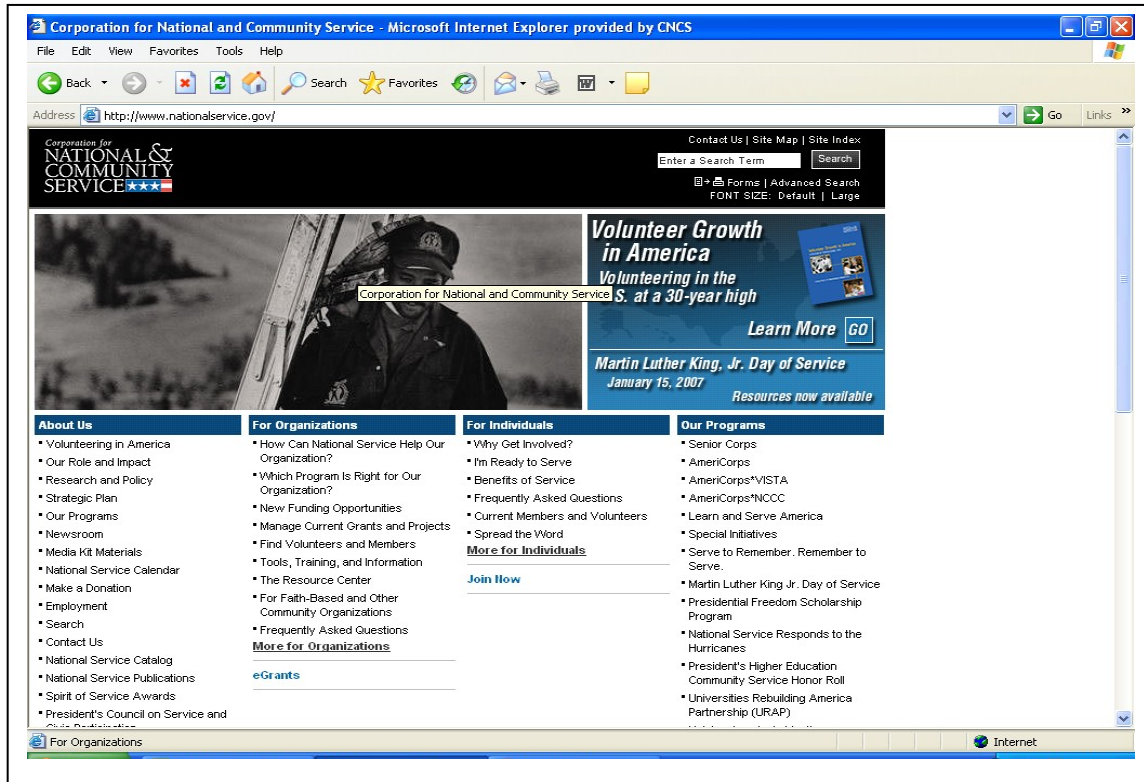 Corporation for National and Community Service - Microsoft Internet Explorer provided by CNCS
File Edit View Favorites Tools Help
Back Search Favorites
Address http://www.nationalservice.gov/ Go Links »
Corporation for
NATIONAL &
COMMUNITY
SERVICE
Contact Us | Site Map | Site Index
Enter a Search Term Search
Forms | Advanced Search
FONT SIZE: Default | Large
Corporation for National and Community Service
Volunteer Growth
in America
Volunteering in the
.S. at a 30-year high
Learn More GO
Martin Luther King, Jr. Day of Service
January 15, 2007
Resources now available
About Us
Volunteering in America
Our Role and Impact
Research and Policy
Strategic Plan
Our Programs
Newsroom
Media Kit Materials
National Service Calendar
Make a Donation
Employment
Search
Contact Us
National Service Catalog
National Service Publications
Spirit of Service Awards
President's Council on Service and
For Organizations
How Can National Service Help Our
Organization?
Which Program Is Right for Our
Organization?
New Funding Opportunities
Manage Current Grants and Projects
Find Volunteers and Members
Tools, Training, and Information
The Resource Center
For Faith-Based and Other
Community Organizations
Frequently Asked Questions
More for Organizations
eGrants
For Individuals
Why Get Involved?
I'm Ready to Serve
Benefits of Service
Frequently Asked Questions
Current Members and Volunteers
Spread the Word
More for Individuals
Join Now
Our Programs
Senior Corps
AmeriCorps
AmeriCorps*VISTA
AmeriCorps*NCCC
Learn and Serve America
Special Initiatives
Serve to Remember. Remember to
Serve.
Martin Luther King Jr. Day of Service
Presidential Freedom Scholarship
Program
National Service Responds to the
Hurricanes
President's Higher Education
Community Service Honor Roll
Universities Rebuilding America
Partnership (URAP)
For Organizations
Internet